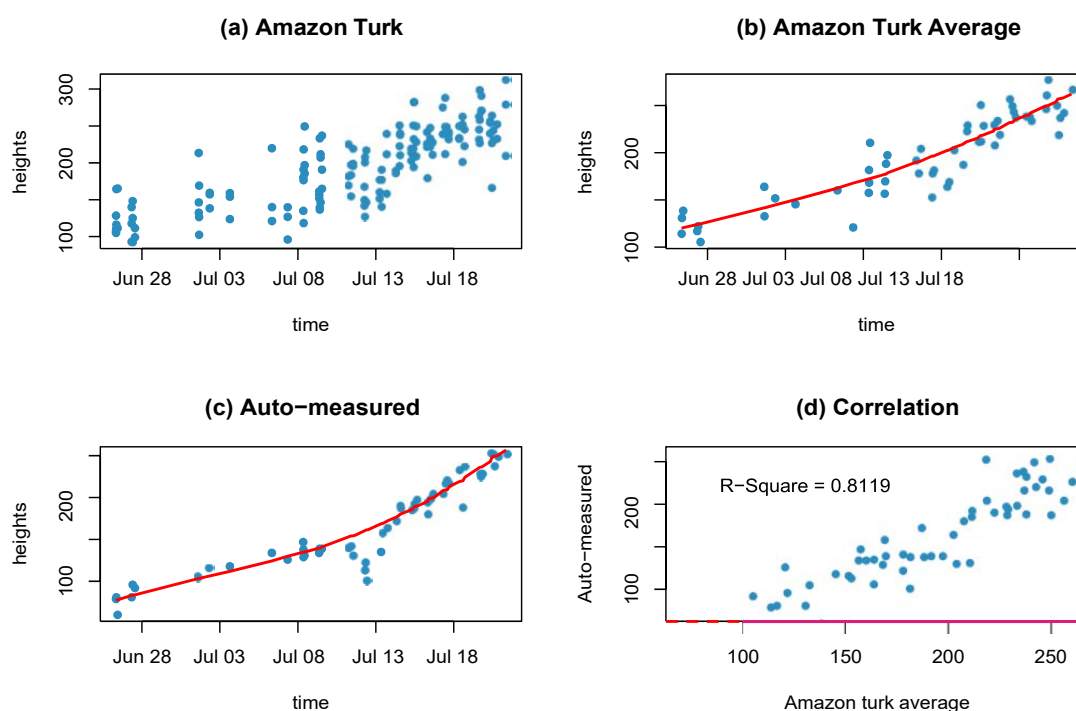 (a) Amazon Turk
heights
100 200 300
Jun 28 Jul 03 Jul 08 Jul 13 Jul 18
time
(b) Amazon Turk Average
heights
100 200
Jun 28 Jul 03 Jul 08 Jul 13 Jul 18
time
(c) Auto−measured
heights
100 200
Jun 28 Jul 03 Jul 08 Jul 13 Jul 18
time
(d) Correlation
Auto−measured
100 200
R−Square = 0.8119
100 150 200 250
Amazon turk average